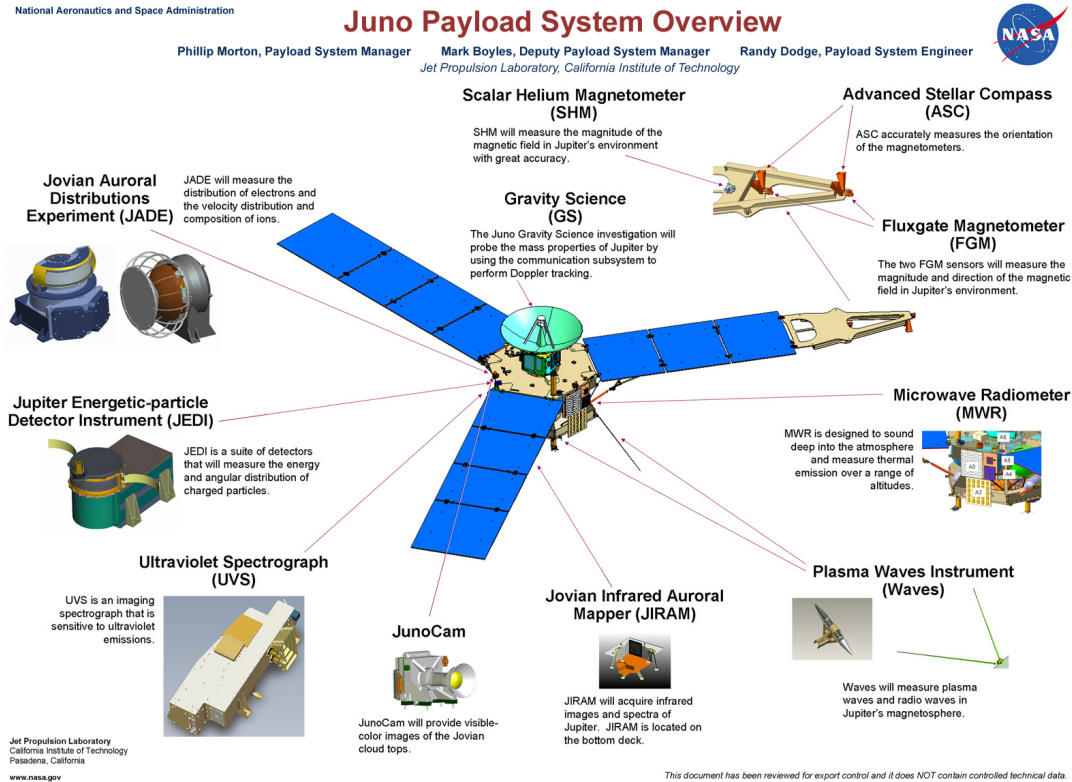 National Aeronautics and Space Administration
Juno Payload System Overview
NASA
Phillip Morton, Payload System Manager Mark Boyles, Deputy Payload System Manager Randy Dodge, Payload System Engineer
Jet Propulsion Laboratory, California Institute of Technology
Scalar Helium Magnetometer
(SHM)
SHM will measure the magnitude of the
magnetic field in Jupiter's environment
with great accuracy.
Advanced Stellar Compass
(ASC)
ASC accurately measures the orientation
of the magnetometers.
Jovian Auroral
Distributions
Experiment (JADE)
JADE will measure the
distribution of electrons and
the velocity distribution and
composition of ions.
Gravity Science
(GS)
The Juno Gravity Science investigation will
probe the mass properties of Jupiter by
using the communication subsystem to
perform Doppler tracking.
Fluxgate Magnetometer
(FGM)
The two FGM sensors will measure the
magnitude and direction of the magnetic
field in Jupiter's environment.
Jupiter Energetic-particle
Detector Instrument (JEDI)
JEDI is a suite of detectors
that will measure the energy
and angular distribution of
charged particles.
Microwave Radiometer
(MWR)
MWR is designed to sound
deep into the atmosphere
and measure thermal
emission over a range of
altitudes.
A6
A5
A3
A4
A2
Ultraviolet Spectrograph
(UVS)
UVS is an imaging
spectrograph that is
sensitive to ultraviolet
emissions.
JunoCam
JunoCam will provide visible-
color images of the Jovian
cloud tops.
Jovian Infrared Auroral
Mapper (JIRAM)
JIRAM will acquire infrared
images and spectra of
Jupiter. JIRAM is located on
the bottom deck.
Plasma Waves Instrument
(Waves)
Waves will measure plasma
waves and radio waves in
Jupiter's magnetosphere.
Jet Propulsion Laboratory
California Institute of Technology
Pasadena, California
www.nasa.gov
This document has been reviewed for export control and it does NOT contain controlled technical data.